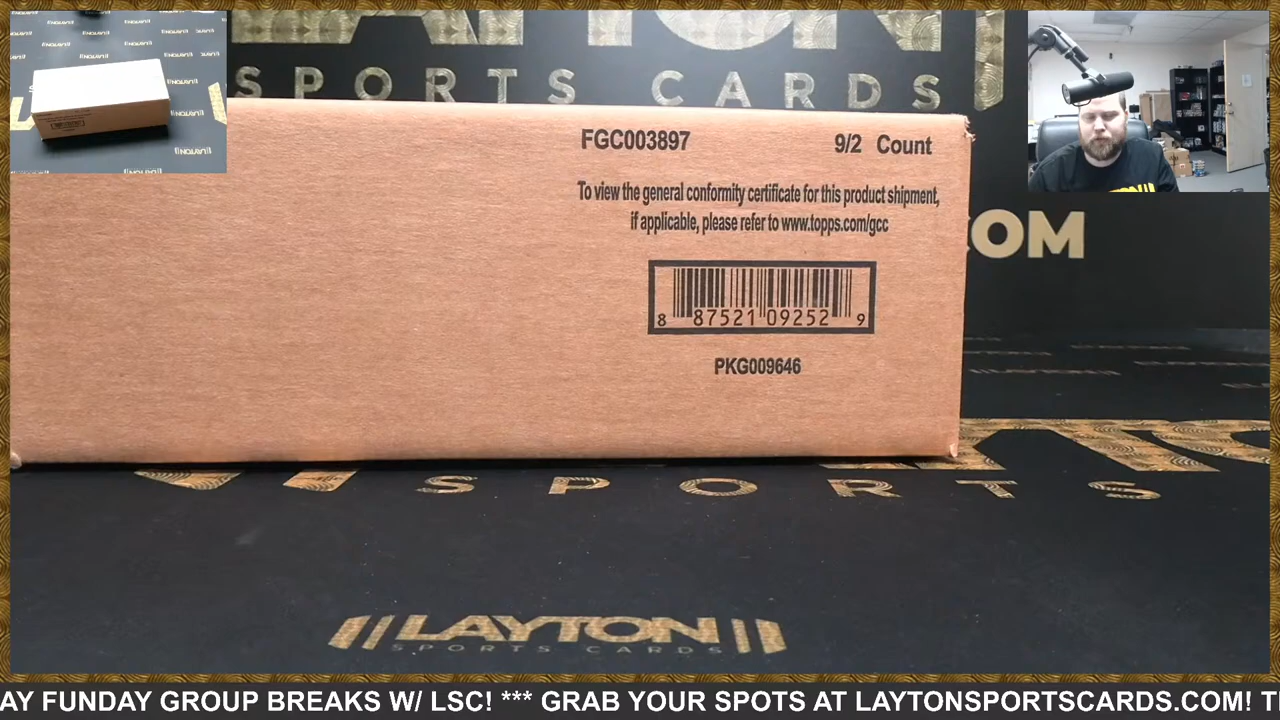 LAYTON
SPORTS CARDS
FGC003897 9/2 Count
To view the general conformity certificate for this product shipment,
if applicable, please refer to www.topps.com/gcc
.COM
8 87521 09252 9
PKG009646
SPORTS
LAYTON
SPORTS CARDS
AY FUNDAY GROUP BREAKS W/ LSC! *** GRAB YOUR SPOTS AT LAYTONSPORTSCARDS.COM! T